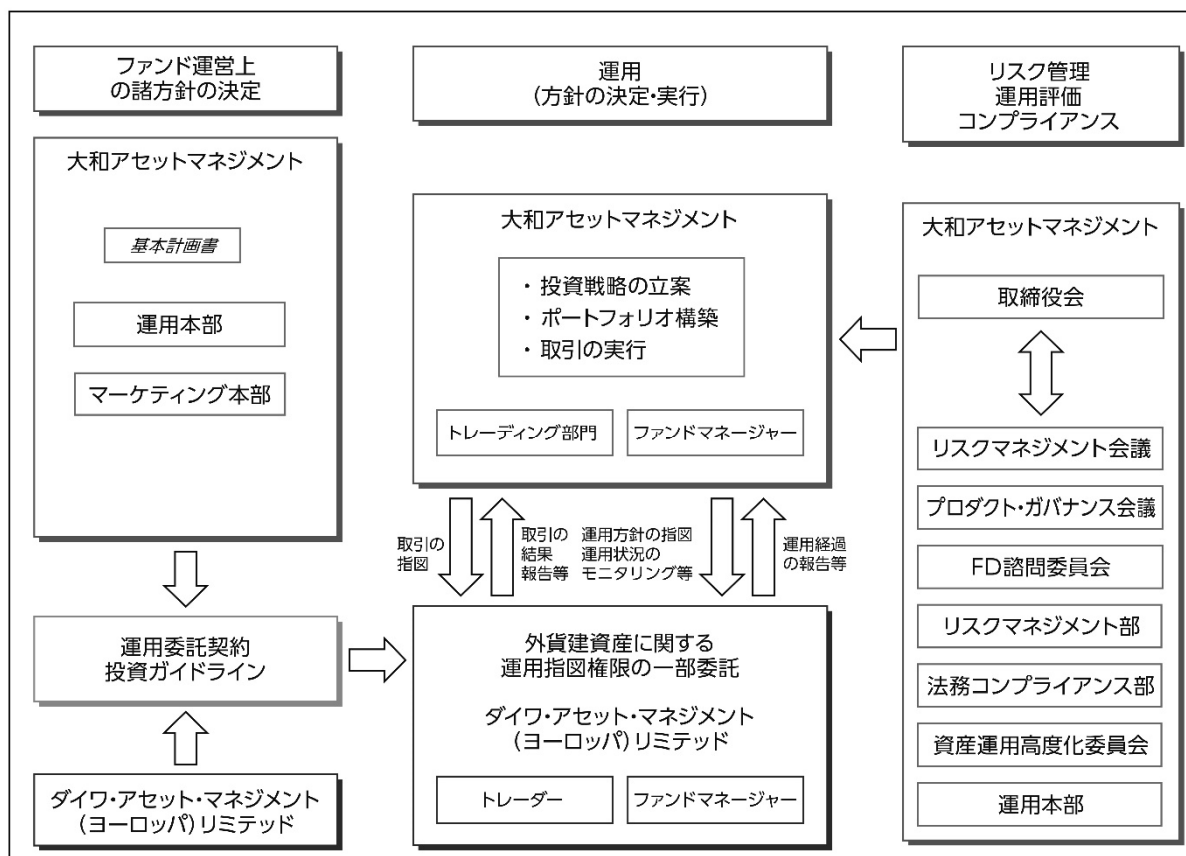 ファンド運営上
の諸方針の決定
大和アセットマネジメント
基本計画書
運用本部
マーケティング本部
運用委託契約
投資ガイドライン
ダイワ・アセット・マネジメント
（ヨーロッパ）リミテッド
運用
（方針の決定・実行）
大和アセットマネジメント
・ 投資戦略の立案
・ ポートフォリオ構築
・ 取引の実行
トレーディング部門
ファンドマネージャー
取引の
指図
取引の
結果
報告等
運用方針の指図
運用状況の
モニタリング等
運用経過
の報告等
外貨建資産に関する
運用指図権限の一部委託
ダイワ・アセット・マネジメント
（ヨーロッパ）リミテッド
トレーダー
ファンドマネージャー
リスク管理
運用評価
コンプライアンス
大和アセットマネジメント
取締役会
リスクマネジメント会議
プロダクト・ガバナンス会議
FD諮問委員会
リスクマネジメント部
法務コンプライアンス部
資産運用高度化委員会
運用本部